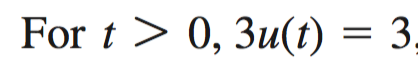 For t > 0, 3u(t) = 3,